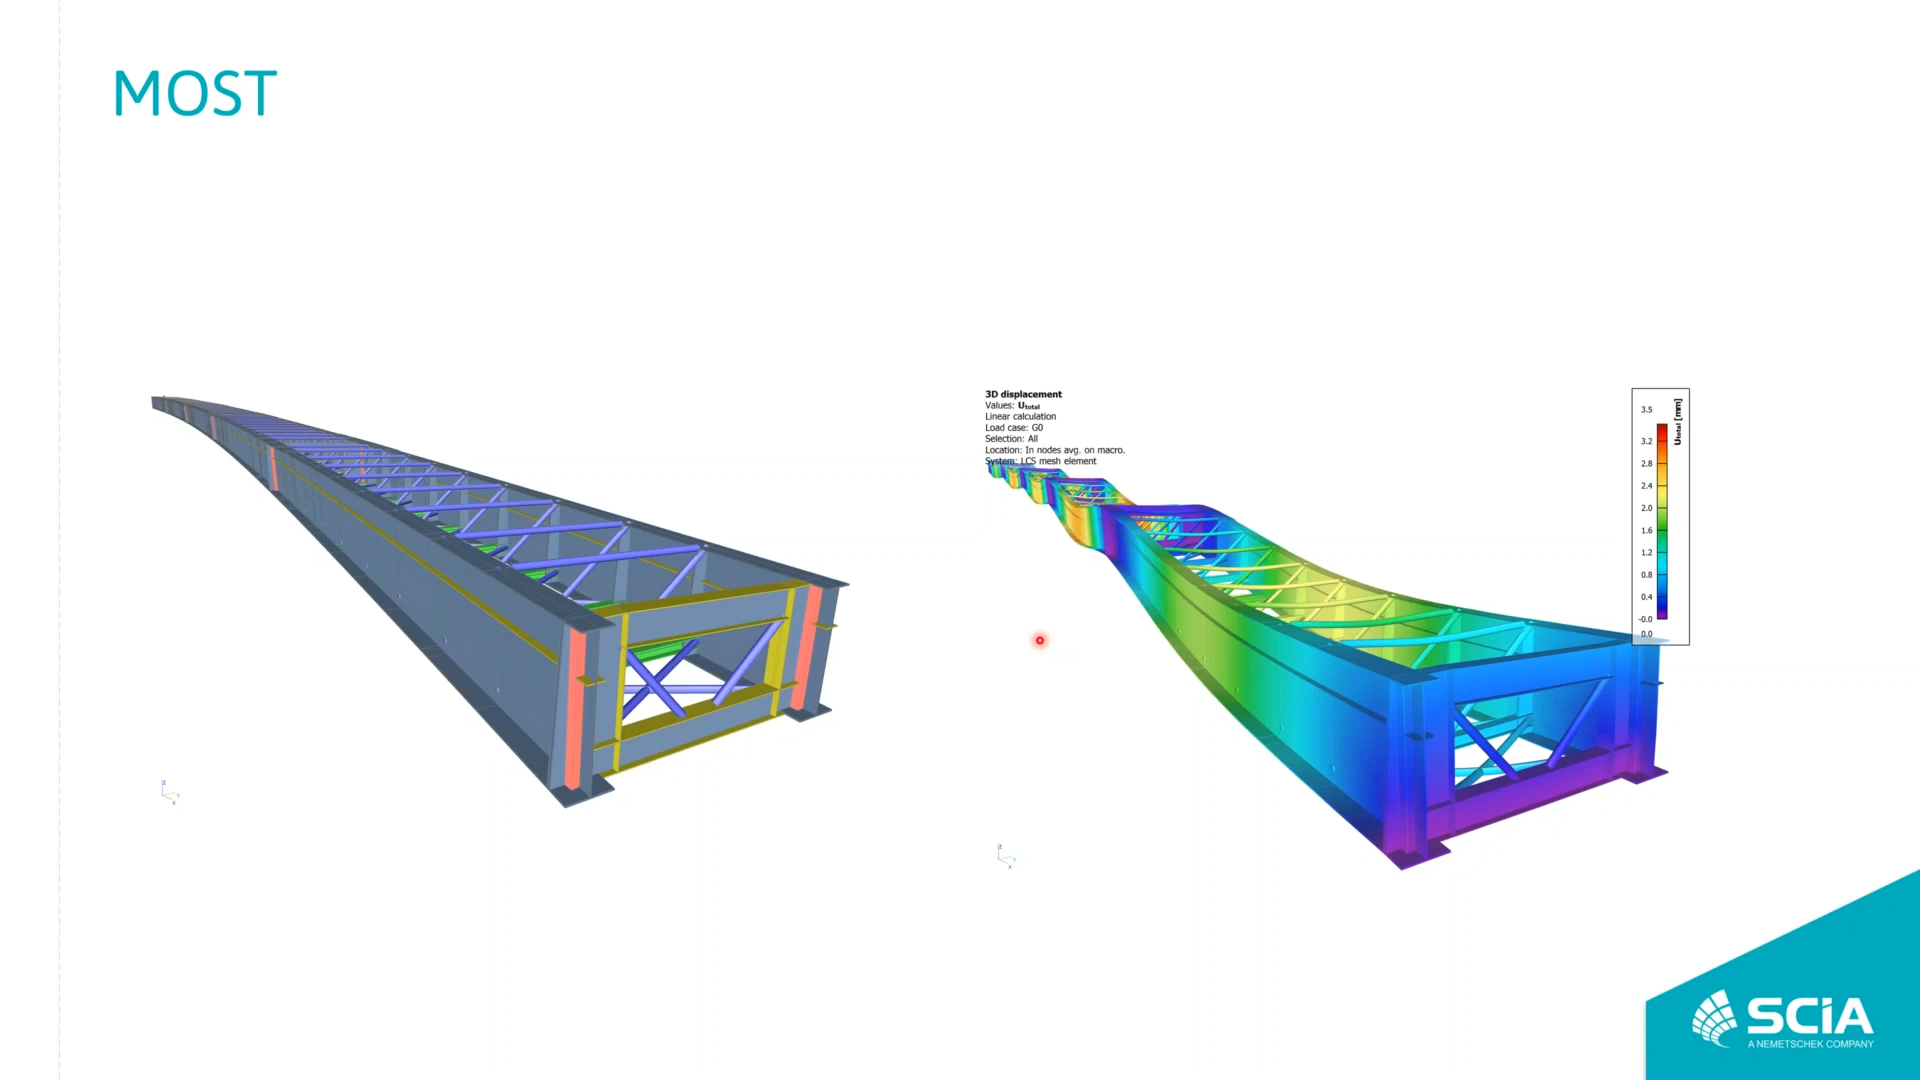 MOST
3D displacement
Values: Utotal
Linear calculation
Load case: G0
Selection: All
Location: In nodes avg. on macro.
System: LCS mesh element
3.5
3.2
2.8
2.4
2.0
1.6
1.2
0.8
0.4
-0.0
0.0
Utotal [mm]
SCiA
A NEMETSCHEK COMPANY